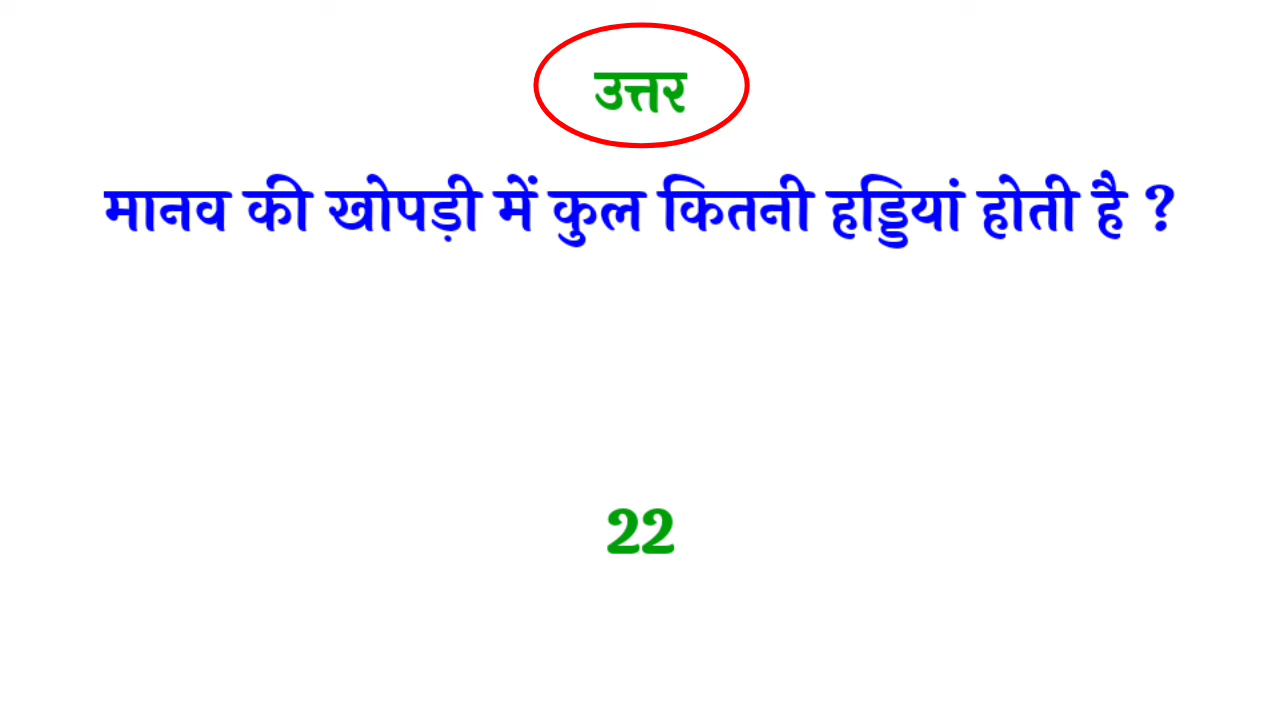 उत्तर
मानव की खोपड़ी में कुल कितनी हड्डियां होती है ?
22